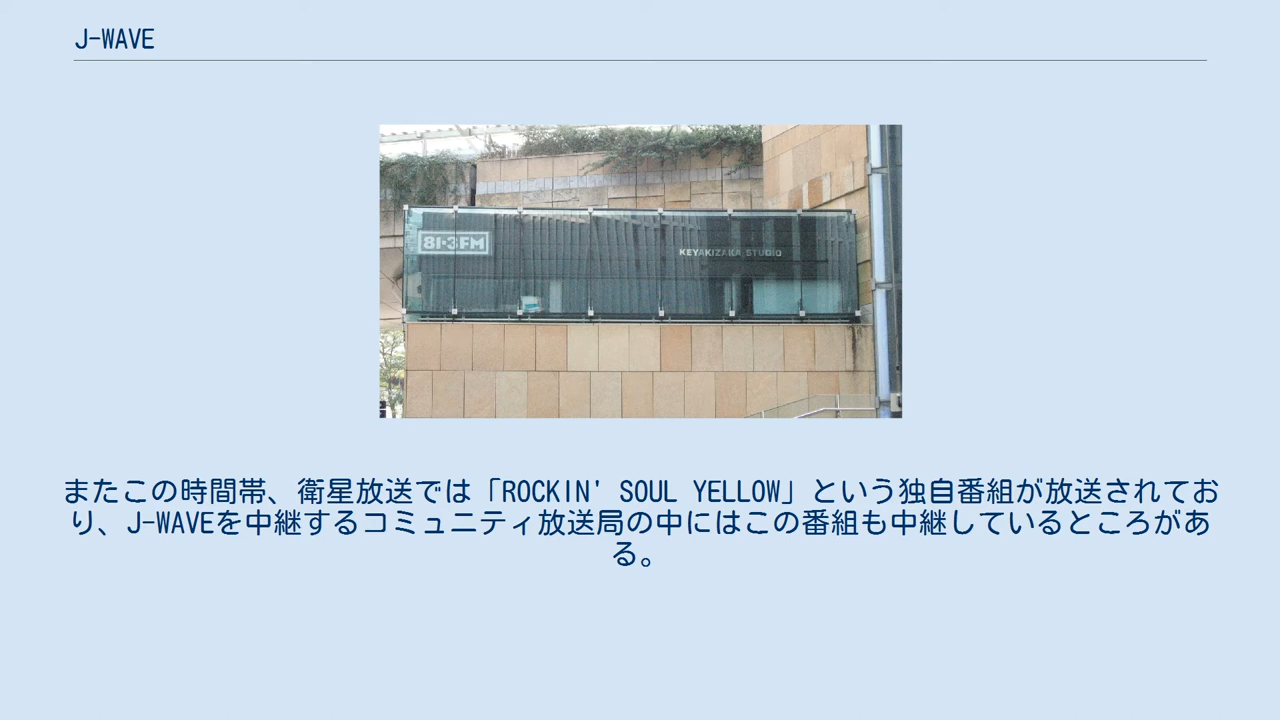 J-WAVE
81.3FM
KEYAKIZAKA STUDIO
またこの時間帯、衛星放送では「ROCKIN' SOUL YELLOW」という独自番組が放送されてお
り、J-WAVEを中継するコミュニティ放送局の中にはこの番組も中継しているところがあ
る。